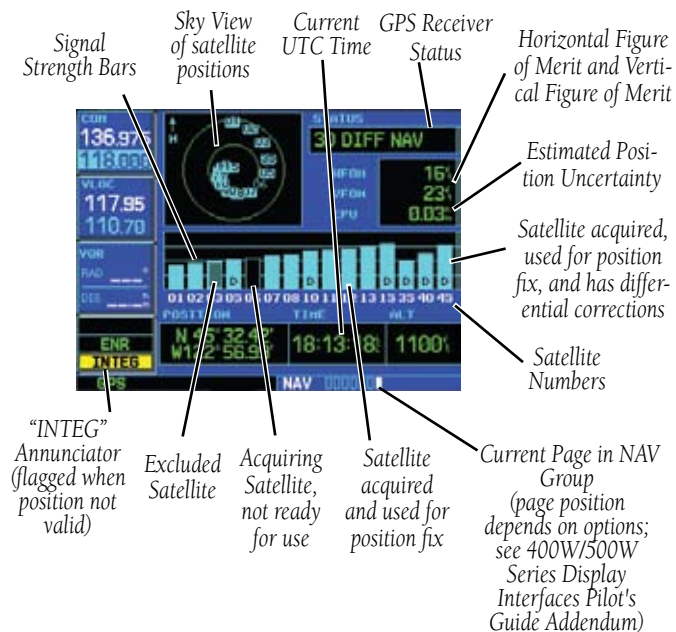 Signal
Strength Bars
Sky View
of satellite
positions
Current
UTC Time
GPS Receiver
Status
Horizontal Figure
of Merit and Verti-
cal Figure of Merit
Estimated Posi-
tion Uncertainty
Satellite acquired,
used for position
fix, and has differ-
ential corrections
Satellite
Numbers
COM
136.975
118.000
VLOC
117.95
110.70
VOR
RAD
DIS
ENR
INTEG
GPS
STATUS
3D DIFF NAV
HFOM 16
VFOM 23
EPU 0.03
D D D D D D D
01 02 03 05 06 07 08 10 11 12 13 15 35 40 45
POSITION TIME ALT
1100
NAV
"INTEG"
Annunciator
(flagged when
position not
valid)
Excluded
Satellite
Acquiring
Satellite,
not ready
for use
Satellite
acquired
and used for
position fix
Current Page in NAV
Group
(page position
depends on options;
see 400W/500W
Series Display
Interfaces Pilot's
Guide Addendum)